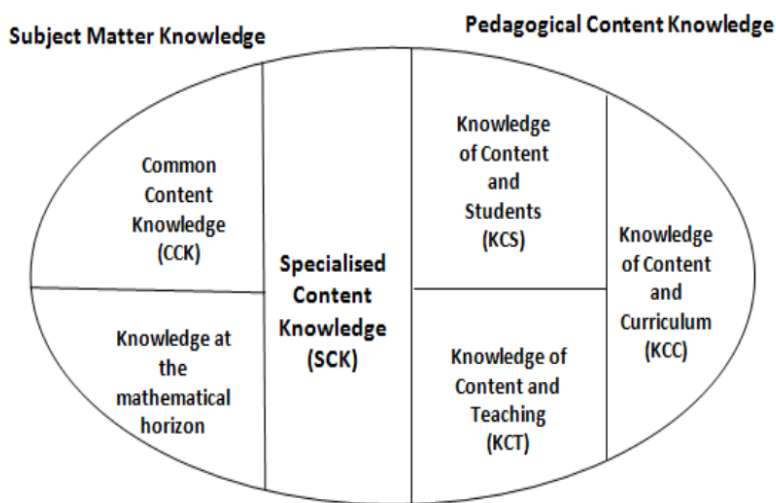 Subject Matter Knowledge
Pedagogical Content Knowledge
Common
Content
Knowledge
(CCK)
Knowledge at
the
mathematical
horizon
Specialised
Content
Knowledge
(SCK)
Knowledge
of Content
and
Students
(KCS)
Knowledge of
Content and
Teaching
(KCT)
Knowledge
of Content
and
Curriculum
(KCC)